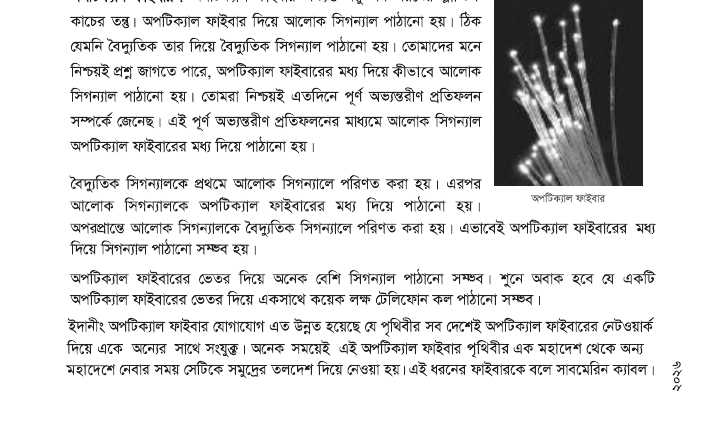 কাচের তন্তু। অপটিক্যাল ফাইবার দিয়ে আলোক সিগন্যাল পাঠানো হয়। ঠিক
যেমনি বৈদ্যুতিক তার দিয়ে বৈদ্যুতিক সিগন্যাল পাঠানো হয়। তোমাদের মনে
নিশ্চয়ই প্রশ্ন জাগতে পারে, অপটিক্যাল ফাইবারের মধ্য দিয়ে কীভাবে আলোক
সিগন্যাল পাঠানো হয়। তোমরা নিশ্চয়ই এতদিনে পূর্ণ অভ্যন্তরীণ প্রতিফলন
সম্পর্কে জেনেছ। এই পূর্ণ অভ্যন্তরীণ প্রতিফলনের মাধ্যমে আলোক সিগন্যাল
অপটিক্যাল ফাইবারের মধ্য দিয়ে পাঠানো হয়।
বৈদ্যুতিক সিগন্যালকে প্রথমে আলোক সিগন্যালে পরিণত করা হয়। এরপর
আলোক সিগন্যালকে অপটিক্যাল ফাইবারের মধ্য দিয়ে পাঠানো হয়।
অপটিক্যাল ফাইবার
অপরপ্রান্তে আলোক সিগন্যালকে বৈদ্যুতিক সিগন্যালে পরিণত করা হয়। এভাবেই অপটিক্যাল ফাইবারের মধ্য
দিয়ে সিগন্যাল পাঠানো সম্ভব হয়।
অপটিক্যাল ফাইবারের ভেতর দিয়ে অনেক বেশি সিগন্যাল পাঠানো সম্ভব। শুনে অবাক হবে যে একটি
অপটিক্যাল ফাইবারের ভেতর দিয়ে একসাথে কয়েক লক্ষ টেলিফোন কল পাঠানো সম্ভব।
ইদানীং অপটিক্যাল ফাইবার যোগাযোগ এত উন্নত হয়েছে যে পৃথিবীর সব দেশেই অপটিক্যাল ফাইবারের নেটওয়ার্ক
দিয়ে একে অন্যের সাথে সংযুক্ত। অনেক সময়েই এই অপটিক্যাল ফাইবার পৃথিবীর এক মহাদেশ থেকে অন্য
মহাদেশে নেবার সময় সেটিকে সমুদ্রের তলদেশ দিয়ে নেওয়া হয়। এই ধরনের ফাইবারকে বলে সাবমেরিন ক্যাবল।
২০২৬